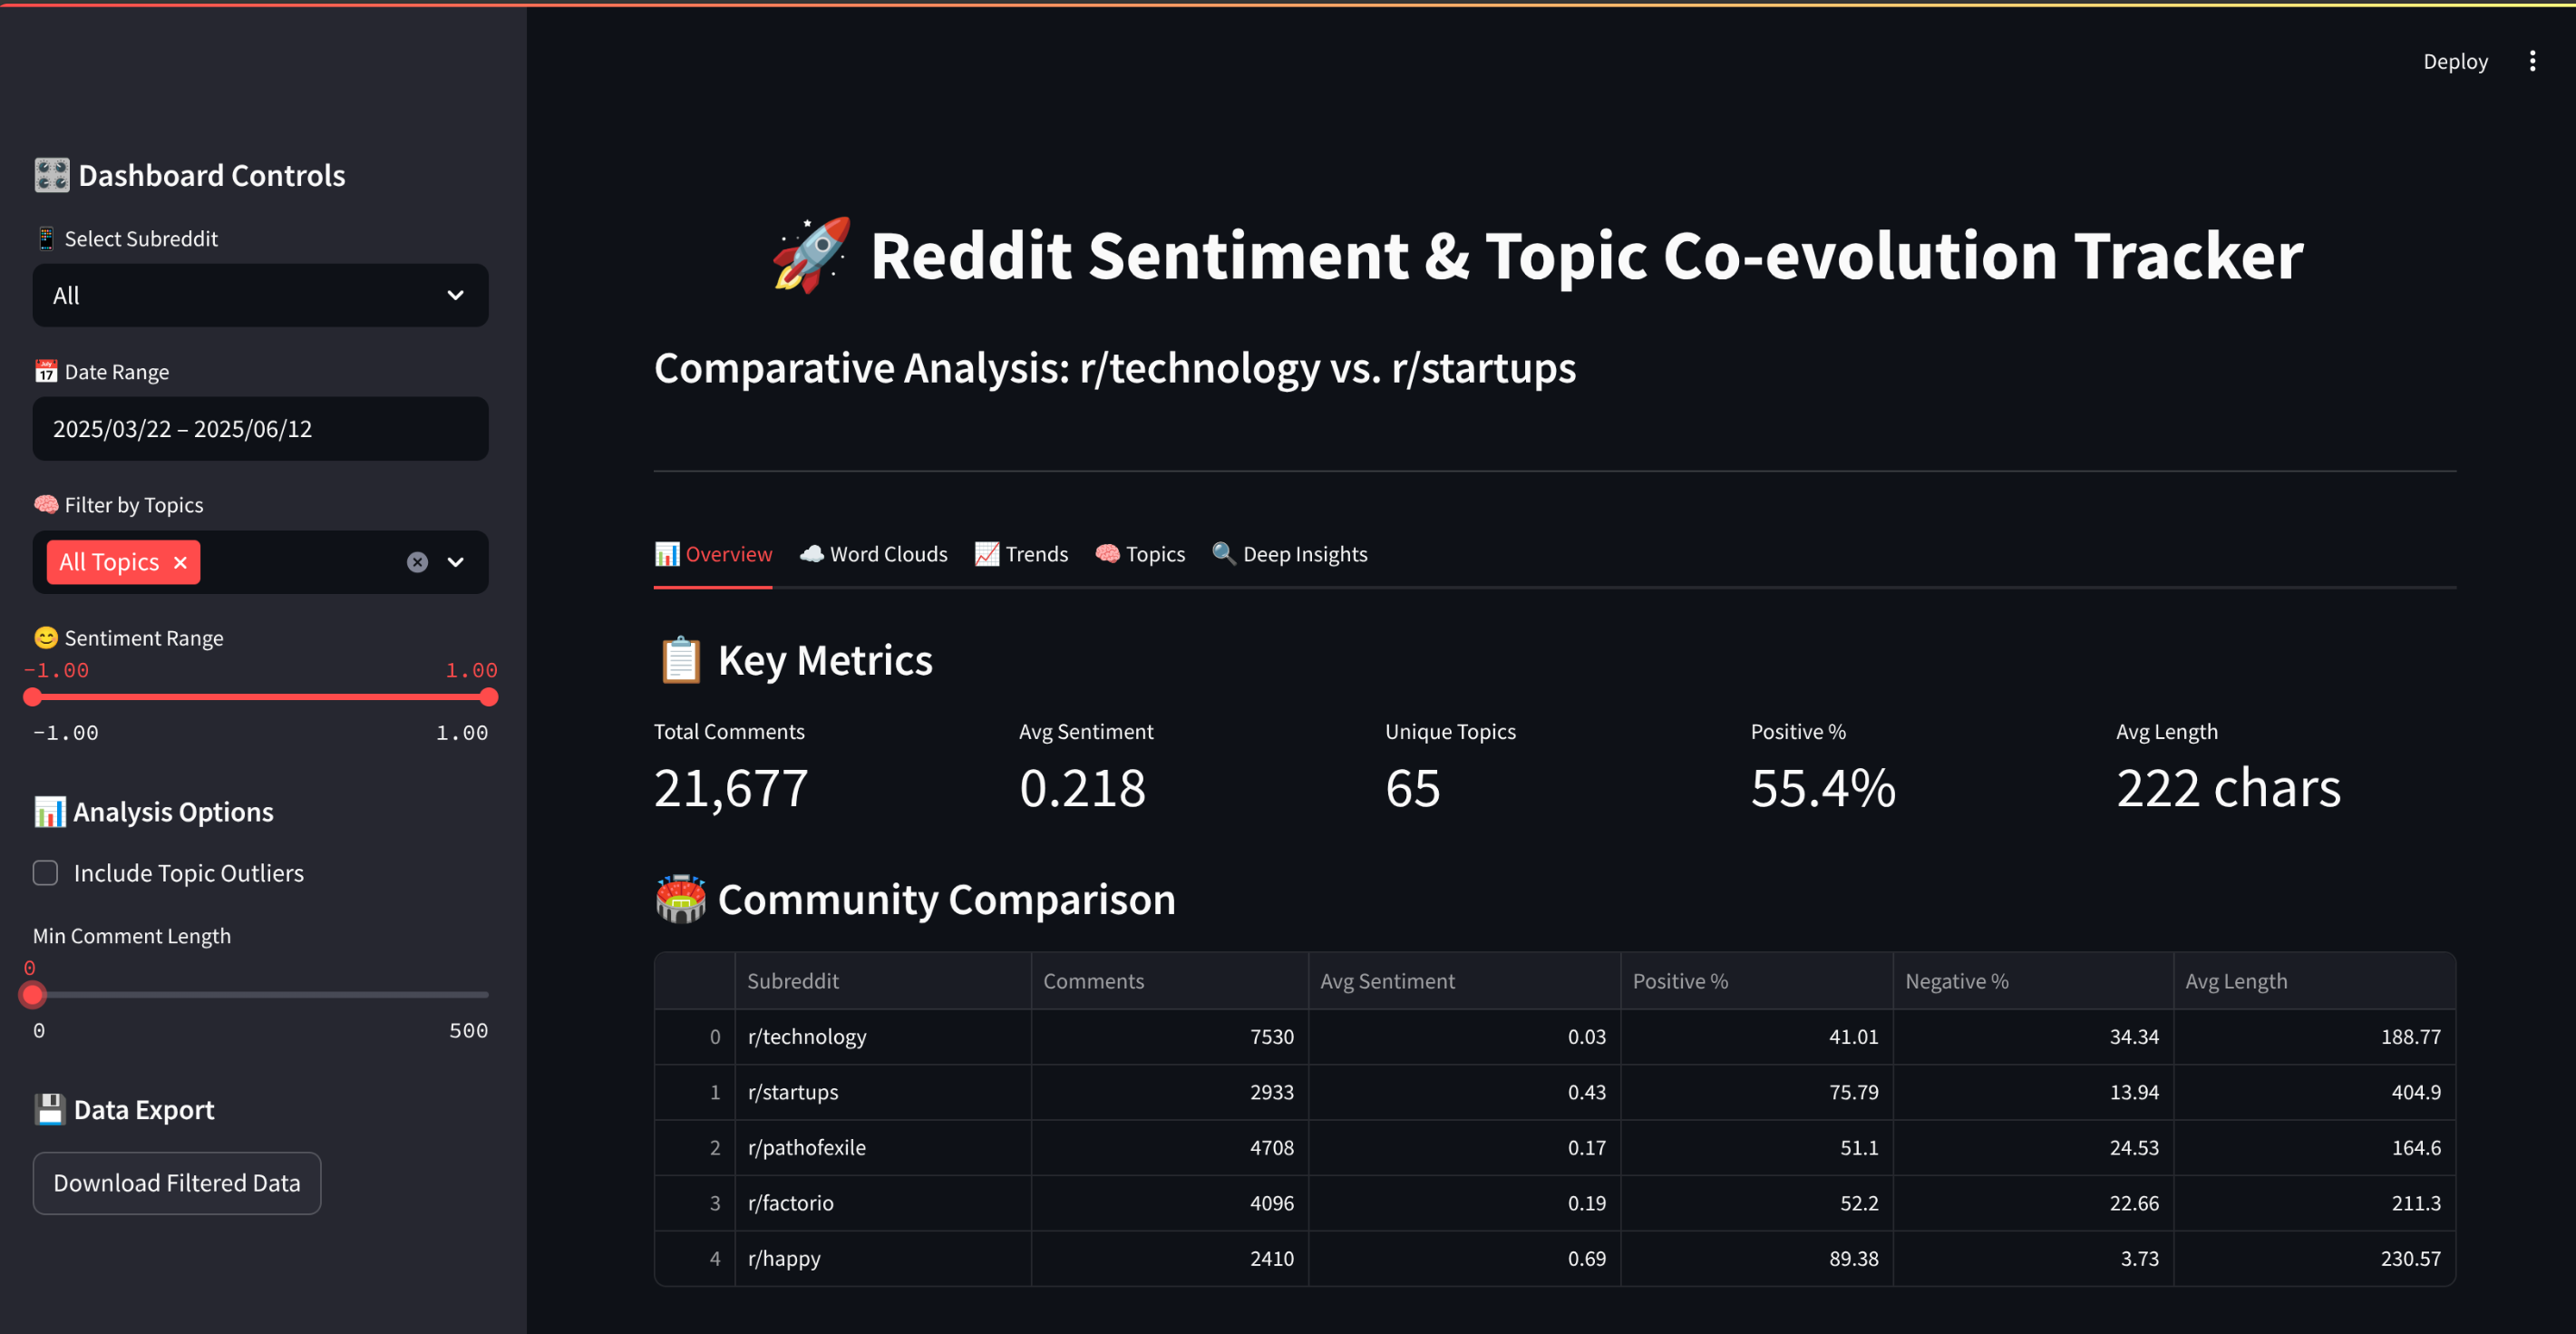 Deploy
Dashboard Controls
Select Subreddit
All
Date Range
2025/03/22 – 2025/06/12
Filter by Topics
All Topics
Sentiment Range
−1.00 1.00
−1.00 1.00
Analysis Options
Include Topic Outliers
Min Comment Length
0
0 500
Data Export
Download Filtered Data
Reddit Sentiment & Topic Co-evolution Tracker
Comparative Analysis: r/technology vs. r/startups
Overview Word Clouds Trends Topics Deep Insights
Key Metrics
Total Comments Avg Sentiment Unique Topics Positive % Avg Length
21,677 0.218 65 55.4% 222 chars
Community Comparison
Subreddit Comments Avg Sentiment Positive % Negative % Avg Length
0 r/technology 7530 0.03 41.01 34.34 188.77
1 r/startups 2933 0.43 75.79 13.94 404.9
2 r/pathofexile 4708 0.17 51.1 24.53 164.6
3 r/factorio 4096 0.19 52.2 22.66 211.3
4 r/happy 2410 0.69 89.38 3.73 230.57